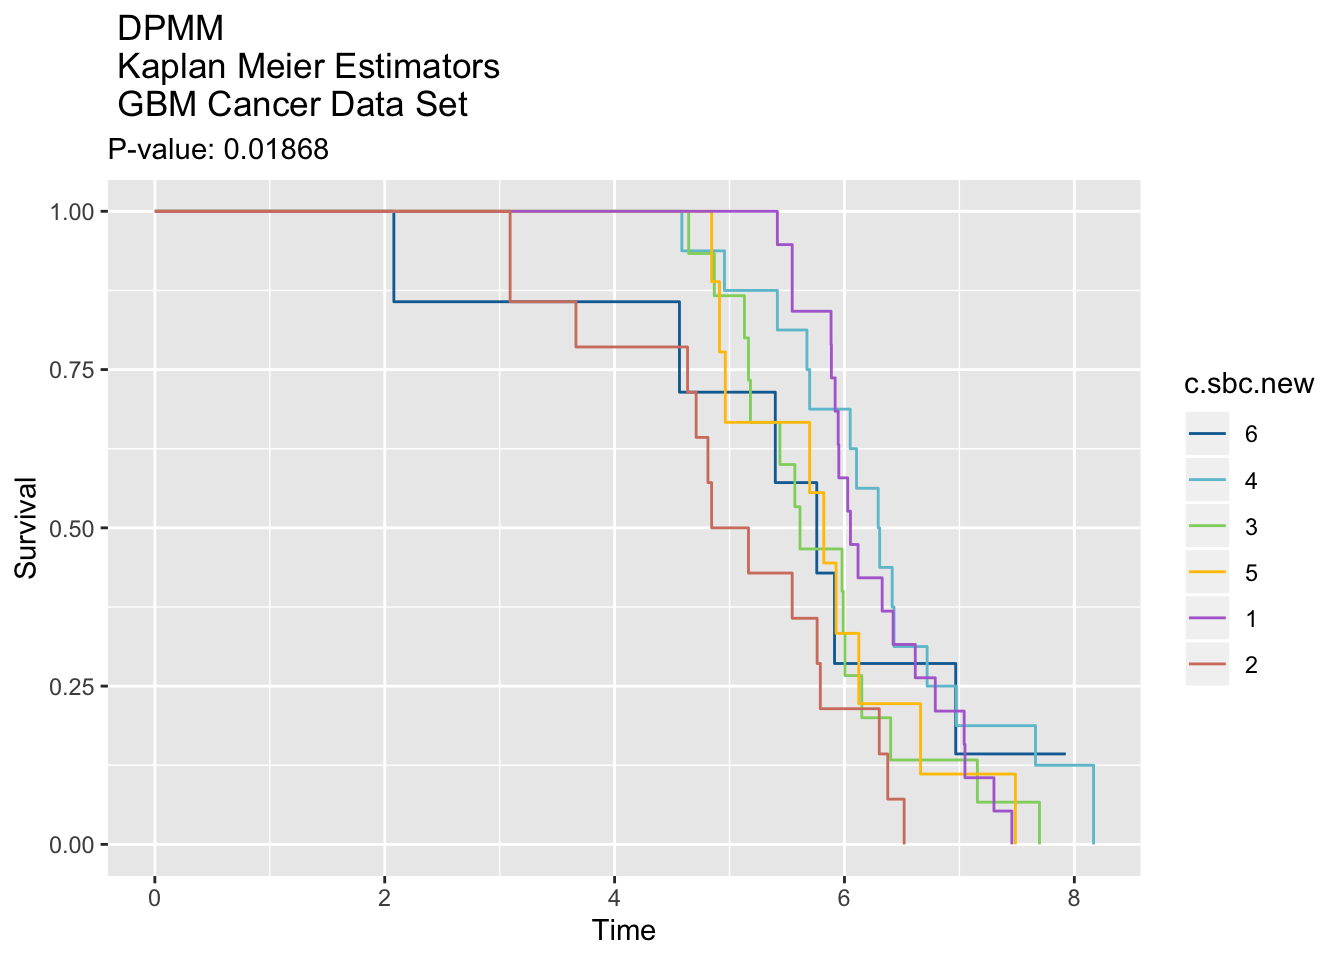 DPMM
Kaplan Meier Estimators
GBM Cancer Data Set
P-value: 0.01868
1.00
0.75
0.50
0.25
0.00
Survival
0 2 4 6 8
Time
c.sbc.new
6
4
3
5
1
2